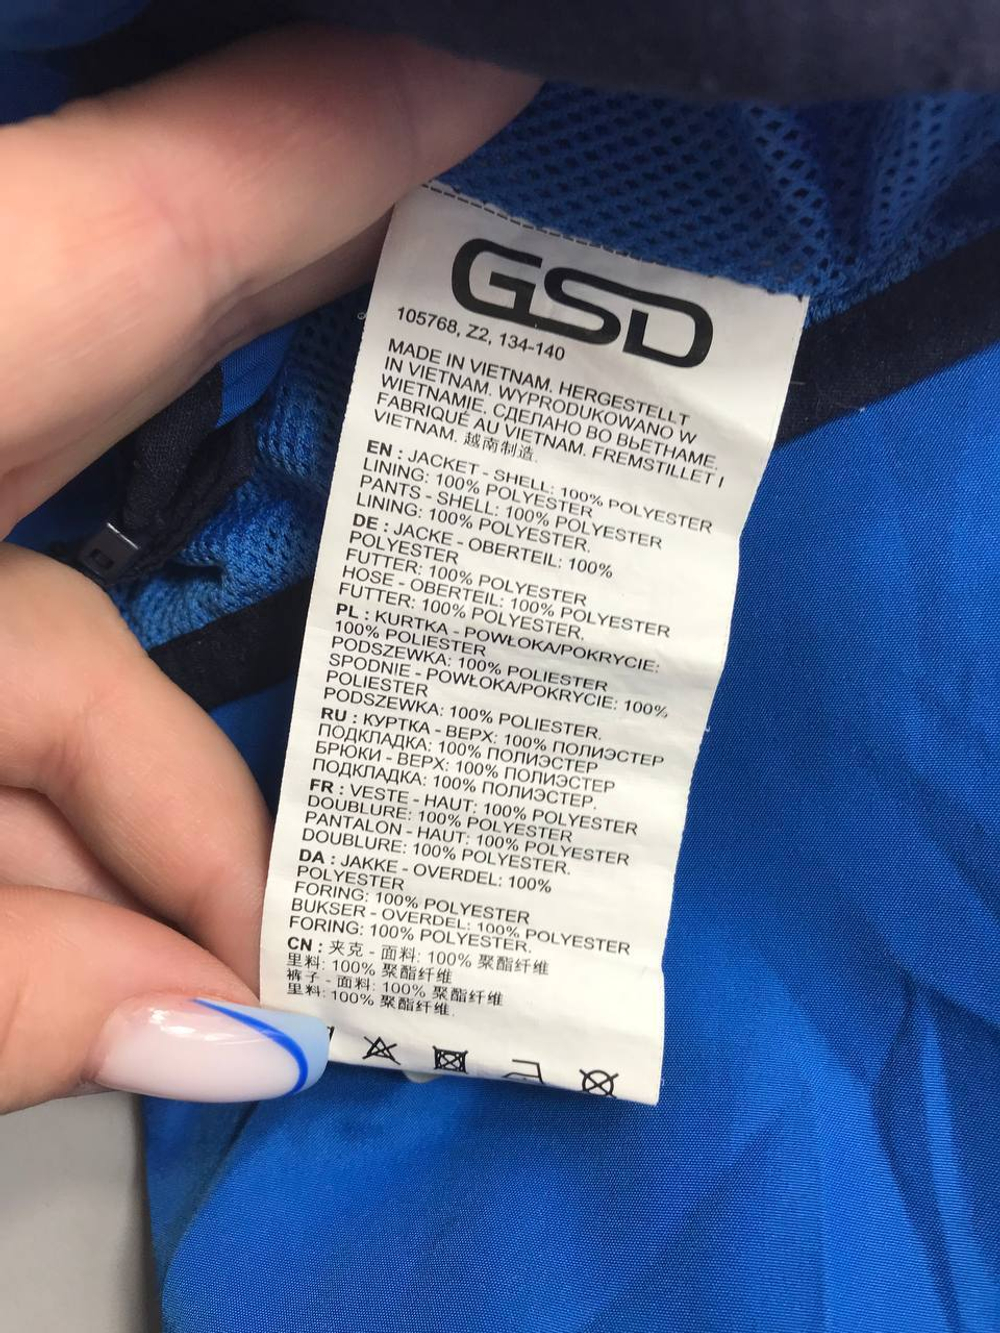 GSD
105768, Z2, 134-140
MADE IN VIETNAM. HERGESTELLT
IN VIETNAM. WYPRODUKOWANO W
WIETNAMIE. СДЕЛАНО ВО ВЬЕТНАМЕ.
FABRIQUÉ AU VIETNAM. FREMSTILLET I
VIETNAM. 越南制造.
EN : JACKET - SHELL: 100% POLYESTER
LINING: 100% POLYESTER
PANTS - SHELL: 100% POLYESTER
LINING: 100% POLYESTER.
DE : JACKE - OBERTEIL: 100%
POLYESTER
FUTTER: 100% POLYESTER
HOSE - OBERTEIL: 100% POLYESTER
FUTTER: 100% POLYESTER.
PL : KURTKA - POWŁOKA/POKRYCIE:
100% POLIESTER
PODSZEWKA: 100% POLIESTER
SPODNIE - POWŁOKA/POKRYCIE: 100%
POLIESTER
PODSZEWKA: 100% POLIESTER.
RU : КУРТКА - ВЕРХ: 100% ПОЛИЭСТЕР
ПОДКЛАДКА: 100% ПОЛИЭСТЕР
БРЮКИ - ВЕРХ: 100% ПОЛИЭСТЕР
ПОДКЛАДКА: 100% ПОЛИЭСТЕР.
FR : VESTE - HAUT: 100% POLYESTER
DOUBLURE: 100% POLYESTER
PANTALON - HAUT: 100% POLYESTER
DOUBLURE: 100% POLYESTER.
DA : JAKKE - OVERDEL: 100%
POLYESTER
FORING: 100% POLYESTER
BUKSER - OVERDEL: 100% POLYESTER
FORING: 100% POLYESTER.
CN : 夹克 - 面料: 100% 聚酯纤维
里料: 100% 聚酯纤维
裤子 - 面料: 100% 聚酯纤维
里料: 100% 聚酯纤维.